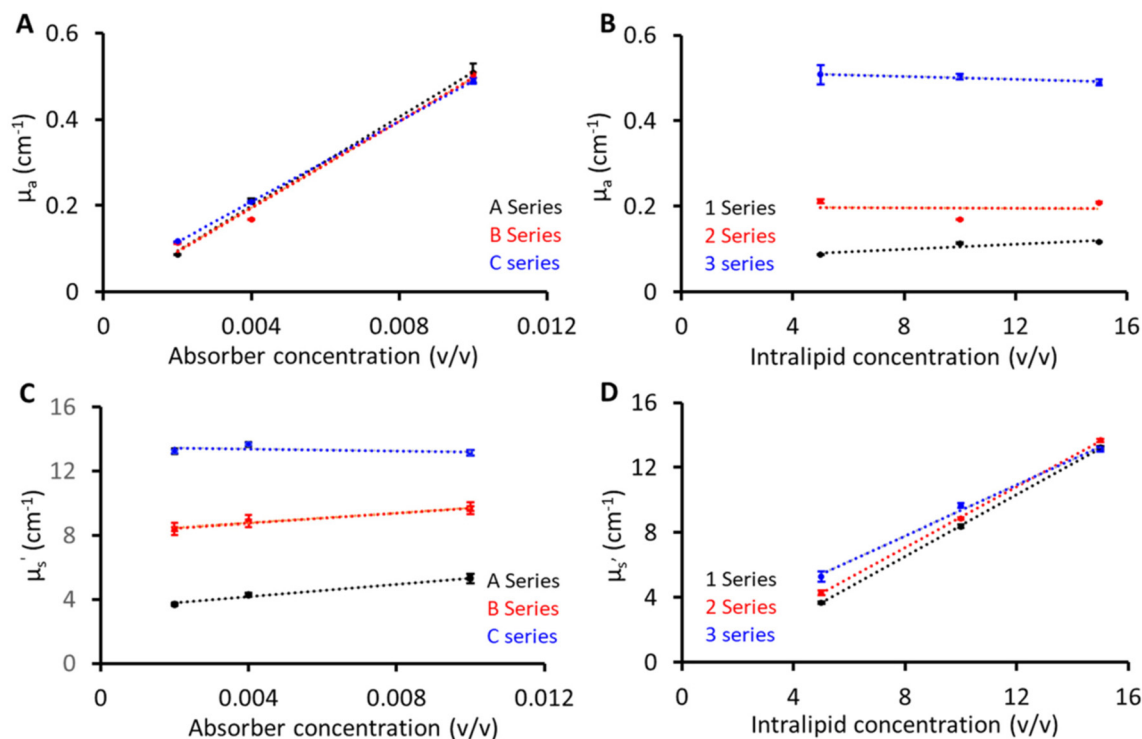 A
B
0.6
0.4
0.2
0
μa (cm-1)
A Series
B Series
C series
0
0.004
0.008
0.012
Absorber concentration (v/v)
0.6
0.4
0.2
0
μa (cm-1)
1 Series
2 Series
3 series
0
4
8
12
16
Intralipid concentration (v/v)
C
D
16
12
8
4
0
μs' (cm-1)
A Series
B Series
C series
0
0.004
0.008
0.012
Absorber concentration (v/v)
16
12
8
4
0
μs' (cm-1)
1 Series
2 Series
3 series
0
4
8
12
16
Intralipid concentration (v/v)